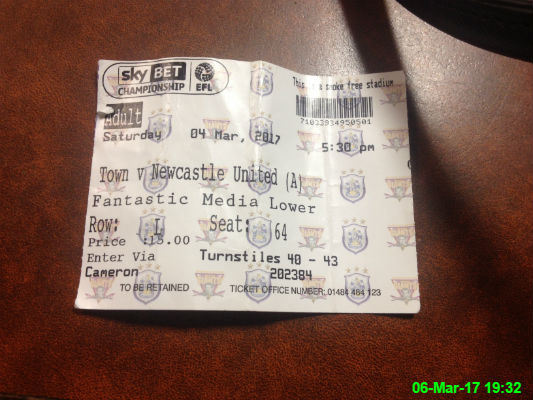 sky BET
CHAMPIONSHIP
EFL
This is a smoke free stadium
71033934950501
Adult
Saturday 04 Mar, 2017 5:30 pm
Town v Newcastle United (A)
Fantastic Media Lower
Row: 1 Seat: 64
Price :15.00
Enter Via Turnstiles 40 - 43
Cameron 202384
TO BE RETAINED TICKET OFFICE NUMBER: 01484 484 123
06-Mar-17 19:32